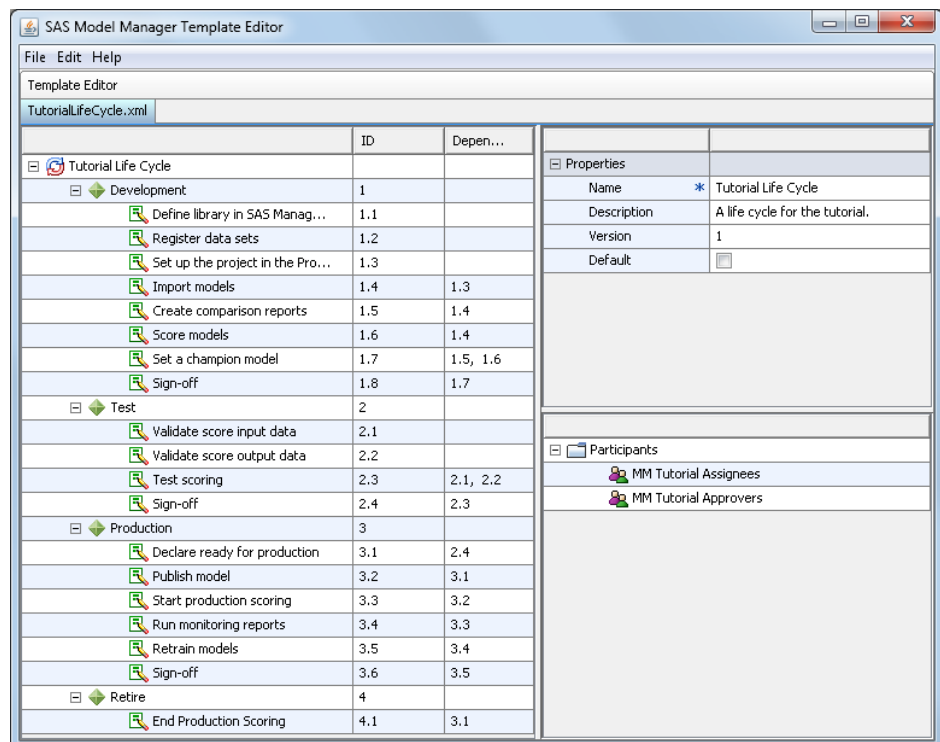 SAS Model Manager Template Editor
File Edit Help
Template Editor
TutorialLifeCycle.xml
ID Depen...
Tutorial Life Cycle
Development 1
Define library in SAS Manag... 1.1
Register data sets 1.2
Set up the project in the Pro... 1.3
Import models 1.4 1.3
Create comparison reports 1.5 1.4
Score models 1.6 1.4
Set a champion model 1.7 1.5, 1.6
Sign-off 1.8 1.7
Test 2
Validate score input data 2.1
Validate score output data 2.2
Test scoring 2.3 2.1, 2.2
Sign-off 2.4 2.3
Production 3
Declare ready for production 3.1 2.4
Publish model 3.2 3.1
Start production scoring 3.3 3.2
Run monitoring reports 3.4 3.3
Retrain models 3.5 3.4
Sign-off 3.6 3.5
Retire 4
End Production Scoring 4.1 3.1
Properties
Name * Tutorial Life Cycle
Description A life cycle for the tutorial.
Version 1
Default
Participants
MM Tutorial Assignees
MM Tutorial Approvers